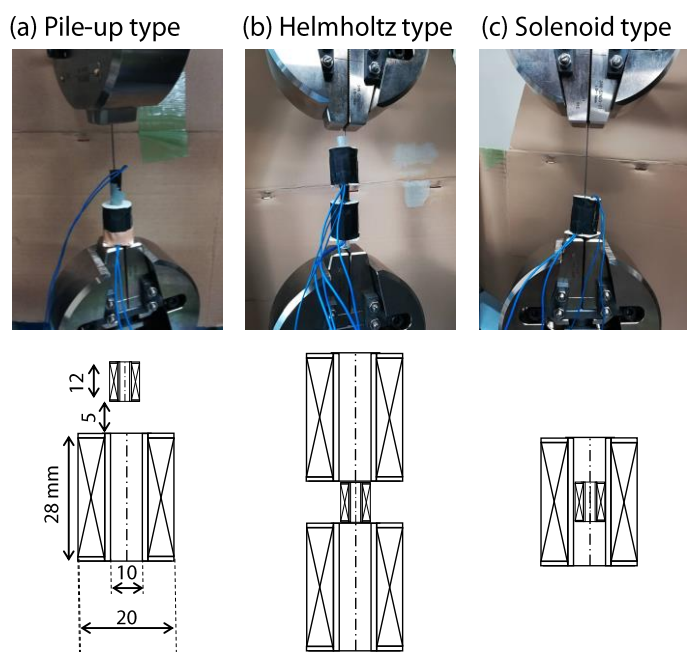 (a) Pile-up type
(b) Helmholtz type
(c) Solenoid type
12
5
28 mm
10
20